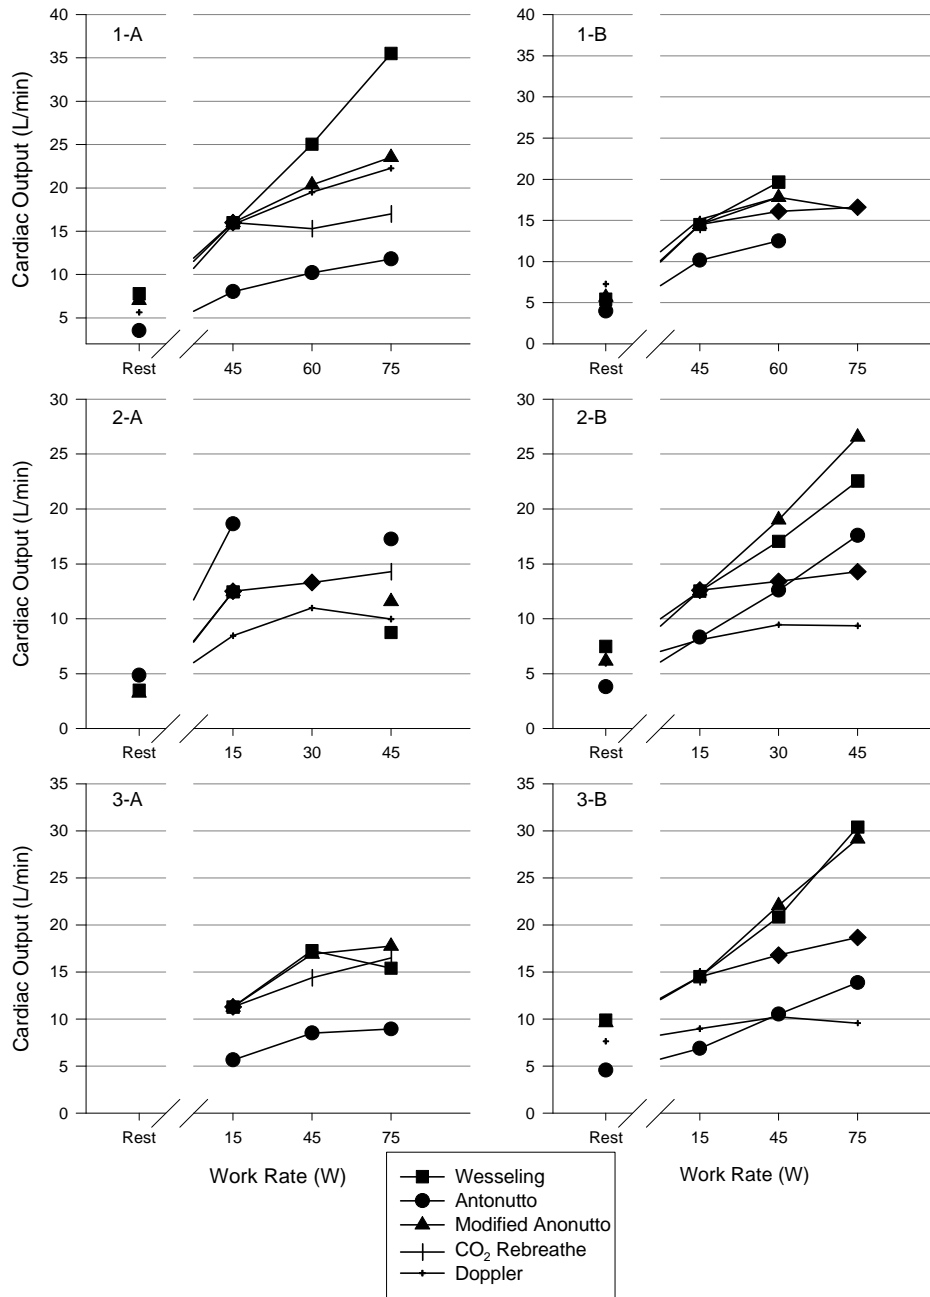 1-A
1-B
Cardiac Output (L/min)
40
35
30
25
20
15
10
5
Rest
45
60
75
40
35
30
25
20
15
10
5
0
Rest
45
60
75
2-A
2-B
Cardiac Output (L/min)
30
25
20
15
10
5
0
Rest
15
30
45
30
25
20
15
10
5
0
Rest
15
30
45
3-A
3-B
Cardiac Output (L/min)
35
30
25
20
15
10
5
0
Rest
15
45
75
Work Rate (W)
35
30
25
20
15
10
5
0
Rest
15
45
75
Work Rate (W)
Wesseling
Antonutto
Modified Anonutto
CO₂ Rebreathe
Doppler